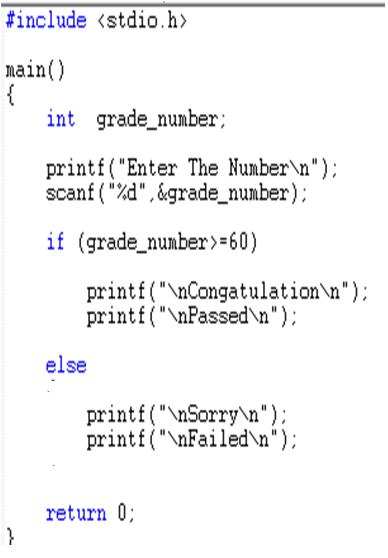 #include <stdio.h>
main()
{
int grade_number;
printf("Enter The Number\n");
scanf("%d",&grade_number);
if (grade_number>=60)
printf("\nCongatulation\n");
printf("\nPassed\n");
else
printf("\nSorry\n");
printf("\nFailed\n");
return 0;
}